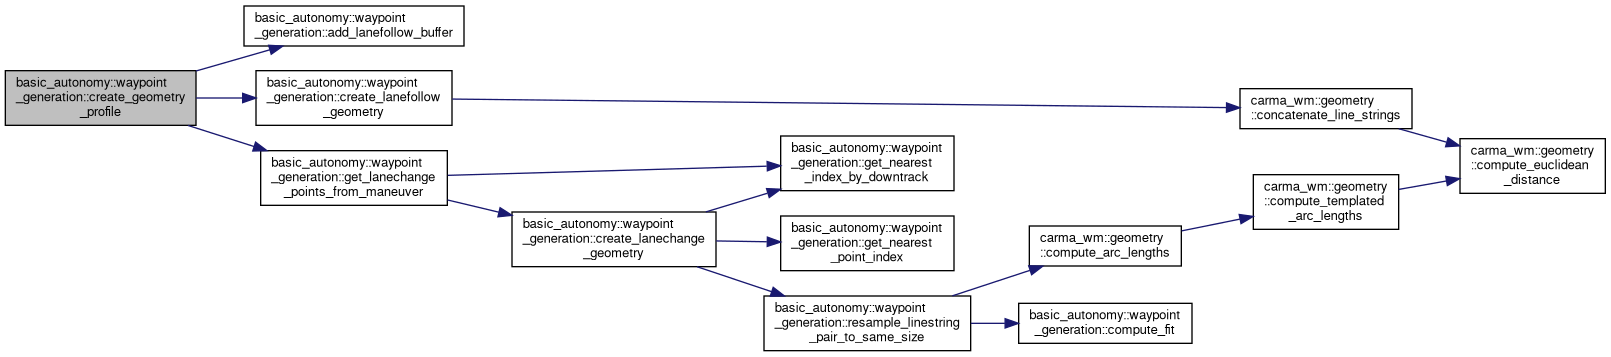 basic_autonomy::waypoint
_generation::create_geometry
_profile
basic_autonomy::waypoint
_generation::add_lanefollow_buffer
basic_autonomy::waypoint
_generation::create_lanefollow
_geometry
basic_autonomy::waypoint
_generation::get_lanechange
_points_from_maneuver
basic_autonomy::waypoint
_generation::create_lanechange
_geometry
basic_autonomy::waypoint
_generation::get_nearest
_index_by_downtrack
basic_autonomy::waypoint
_generation::get_nearest
_point_index
basic_autonomy::waypoint
_generation::resample_linestring
_pair_to_same_size
carma_wm::geometry
::compute_arc_lengths
basic_autonomy::waypoint
_generation::compute_fit
carma_wm::geometry
::concatenate_line_strings
carma_wm::geometry
::compute_templated
_arc_lengths
carma_wm::geometry
::compute_euclidean
_distance